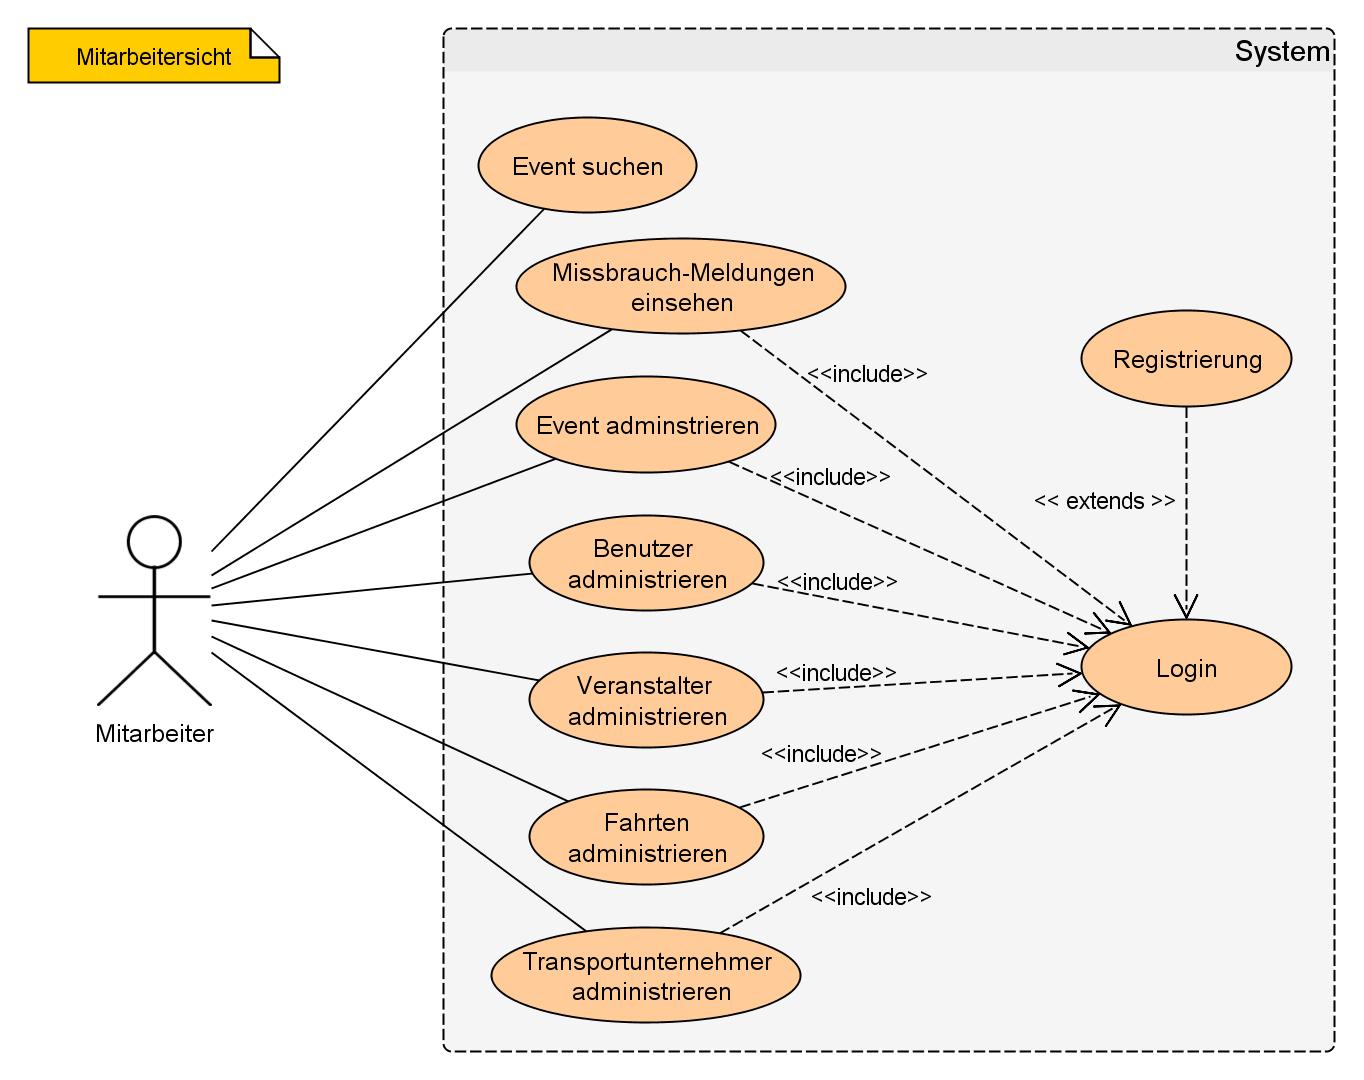 Mitarbeitersicht
System
Event suchen
Missbrauch-Meldungen
einsehen
<<include>>
Registrierung
Event adminstrieren
<<include>>
<< extends >>
Benutzer
administrieren
<<include>>
Veranstalter
administrieren
<<include>>
Login
Mitarbeiter
Fahrten
administrieren
<<include>>
<<include>>
Transportunternehmer
administrieren